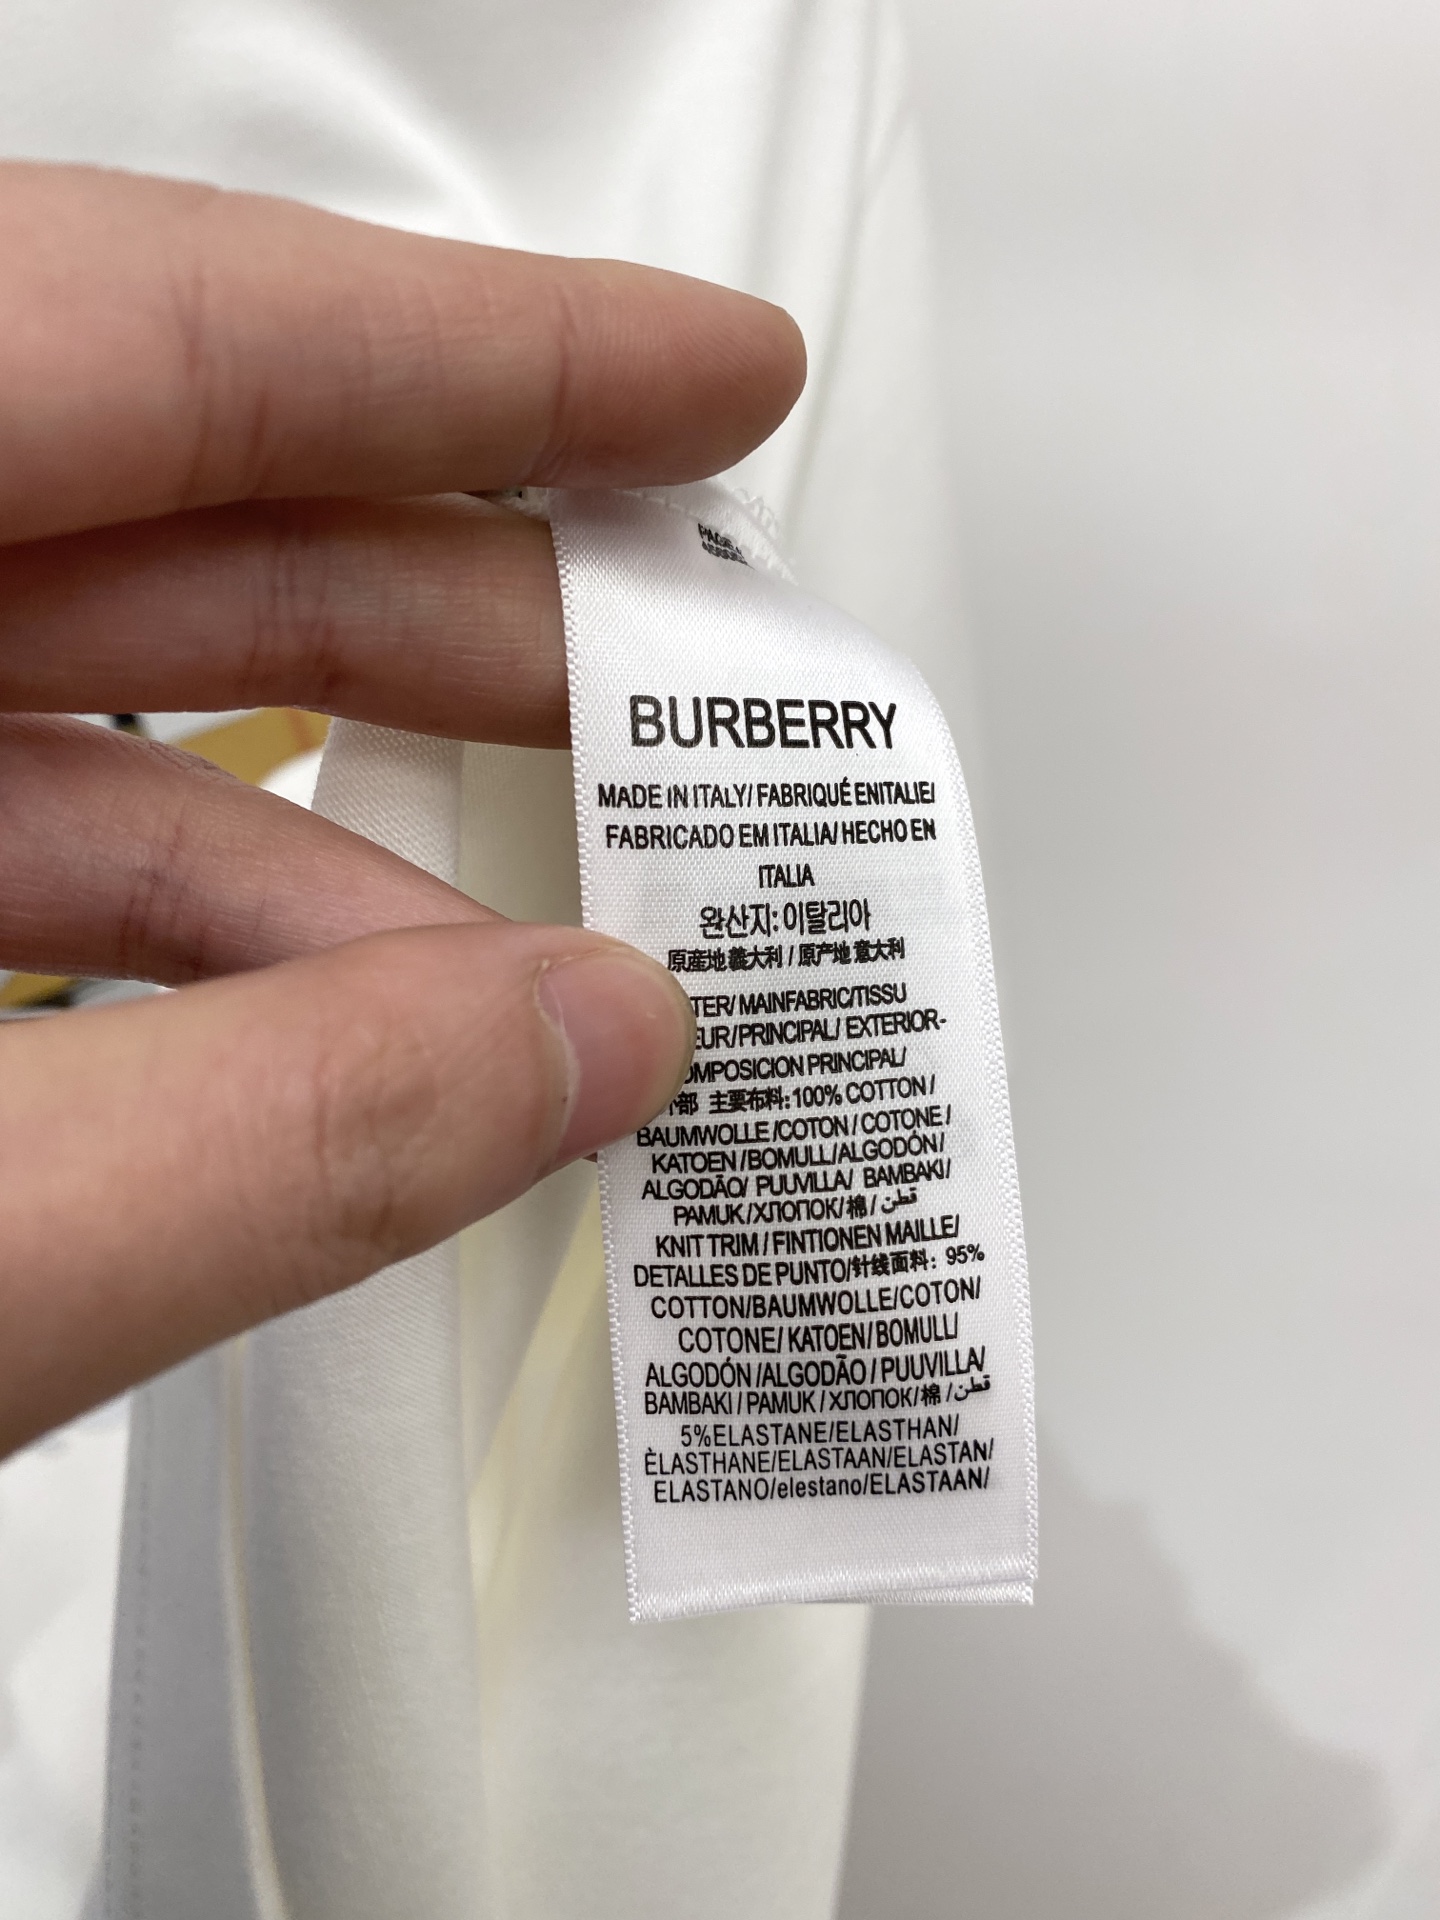 PAGE
BURBERRY
MADE IN ITALY/ FABRIQUÉ ENITALIE/
FABRICADO EM ITALIA/ HECHO EN
ITALIA
완산지: 이탈리아
原産地 義大利 / 原产地 意大利
TER/ MAINFABRIC/TISSU
EUR/PRINCIPAL/ EXTERIOR-
OMPOSICION PRINCIPAL/
外部 主要布料: 100% COTTON /
BAUMWOLLE /COTON / COTONE /
KATOEN /BOMULL/ALGODÓN/
ALGODÃO/ PUUVILLA/ BAMBAKI/
PAMUK /ХЛОПОК/ 棉 / قطن
KNIT TRIM / FINTIONEN MAILLE/
DETALLES DE PUNTO/针线面料: 95%
COTTON/BAUMWOLLE/COTON/
COTONE/ KATOEN/ BOMULL/
ALGODÓN /ALGODÃO / PUUVILLA/
BAMBAKI / PAMUK / ХЛОПОК/ 棉 / قطن
5%ELASTANE/ELASTHAN/
ÈLASTHANE/ELASTAAN/ELASTAN/
ELASTANO/elestano/ELASTAAN/